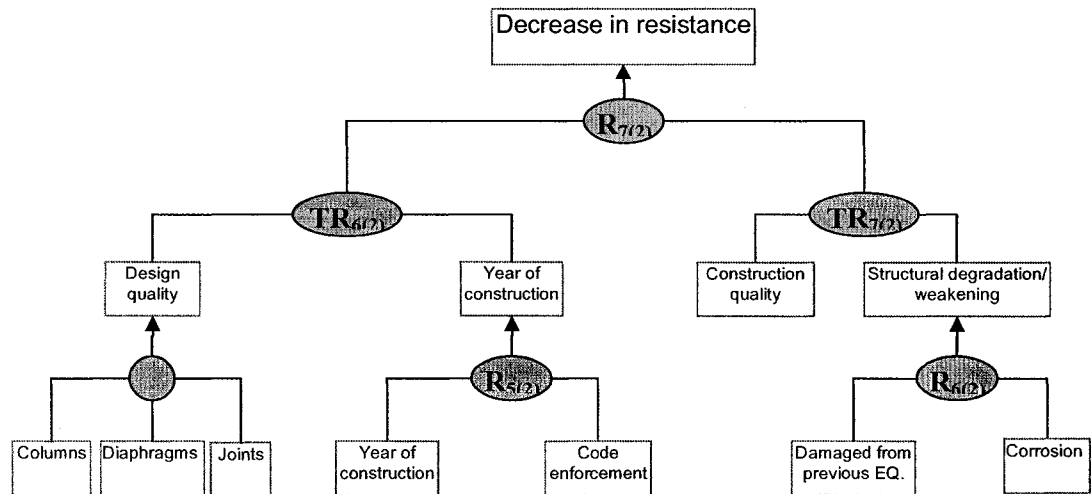 Decrease in resistance
R7(2)
TR6(2)
TR7(2)
Design
quality
Year of
construction
Construction
quality
Structural degradation/
weakening
R5(2)
R6(2)
Columns
Diaphragms
Joints
Year of
construction
Code
enforcement
Damaged from
previous EQ.
Corrosion